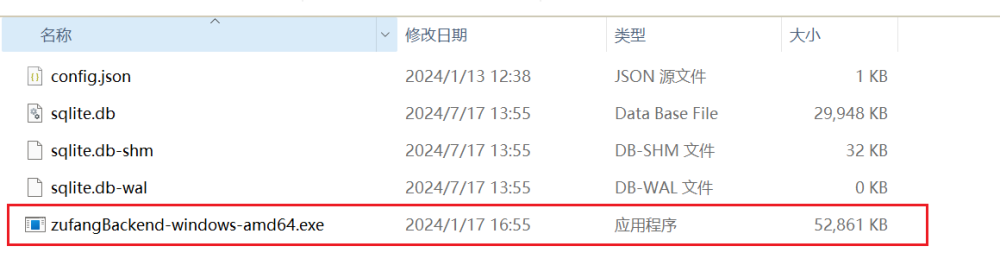 名称 修改日期 类型 大小
config.json 2024/1/13 12:38 JSON 源文件 1 KB
sqlite.db 2024/7/17 13:55 Data Base File 29,948 KB
sqlite.db-shm 2024/7/17 13:55 DB-SHM 文件 32 KB
sqlite.db-wal 2024/7/17 13:55 DB-WAL 文件 0 KB
zufangBackend-windows-amd64.exe 2024/1/17 16:55 应用程序 52,861 KB